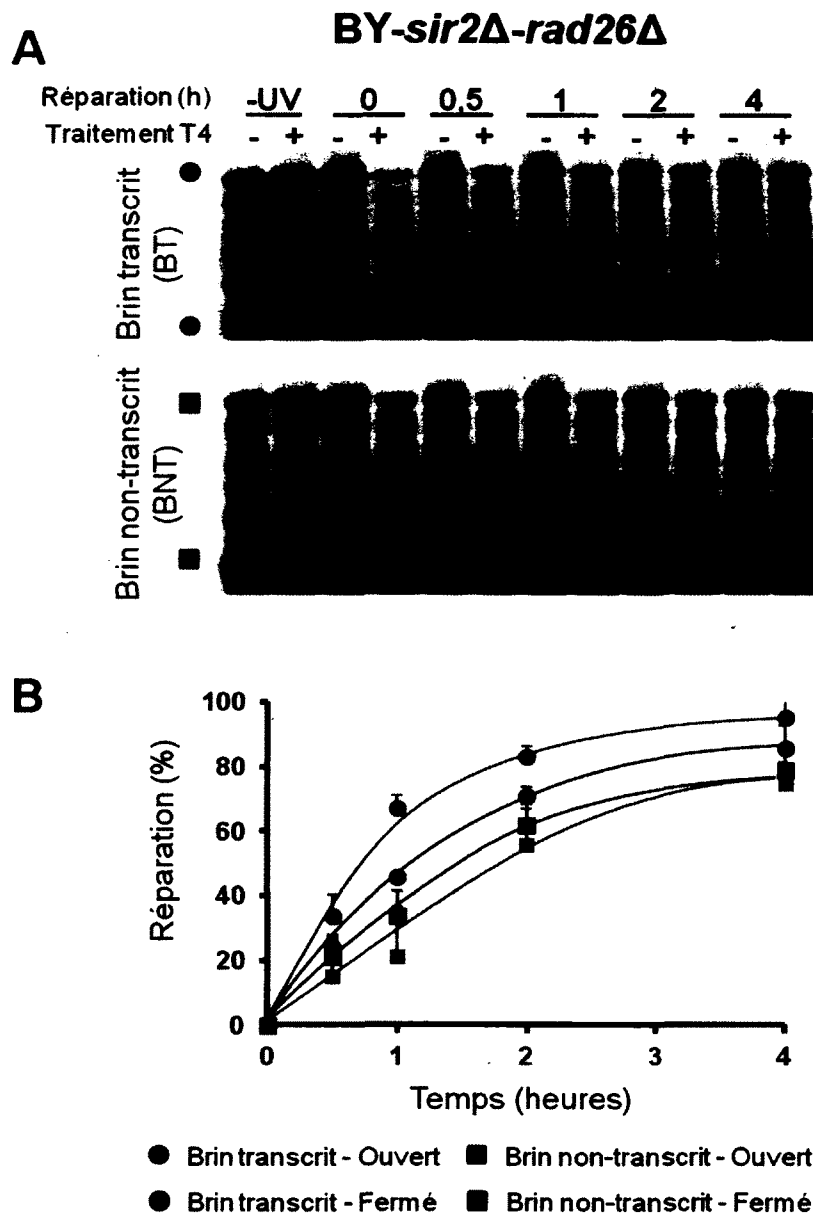 BY-sir2Δ-rad26Δ
A
Réparation (h) -UV 0 0,5 1 2 4
Traitement T4 - + - + - + - + - + - +
Brin transcrit
(BT)
Brin non-transcrit
(BNT)
B
Réparation (%)
100
80
60
40
20
0
0 1 2 3 4
Temps (heures)
Brin transcrit - Ouvert Brin non-transcrit - Ouvert
Brin transcrit - Fermé Brin non-transcrit - Fermé